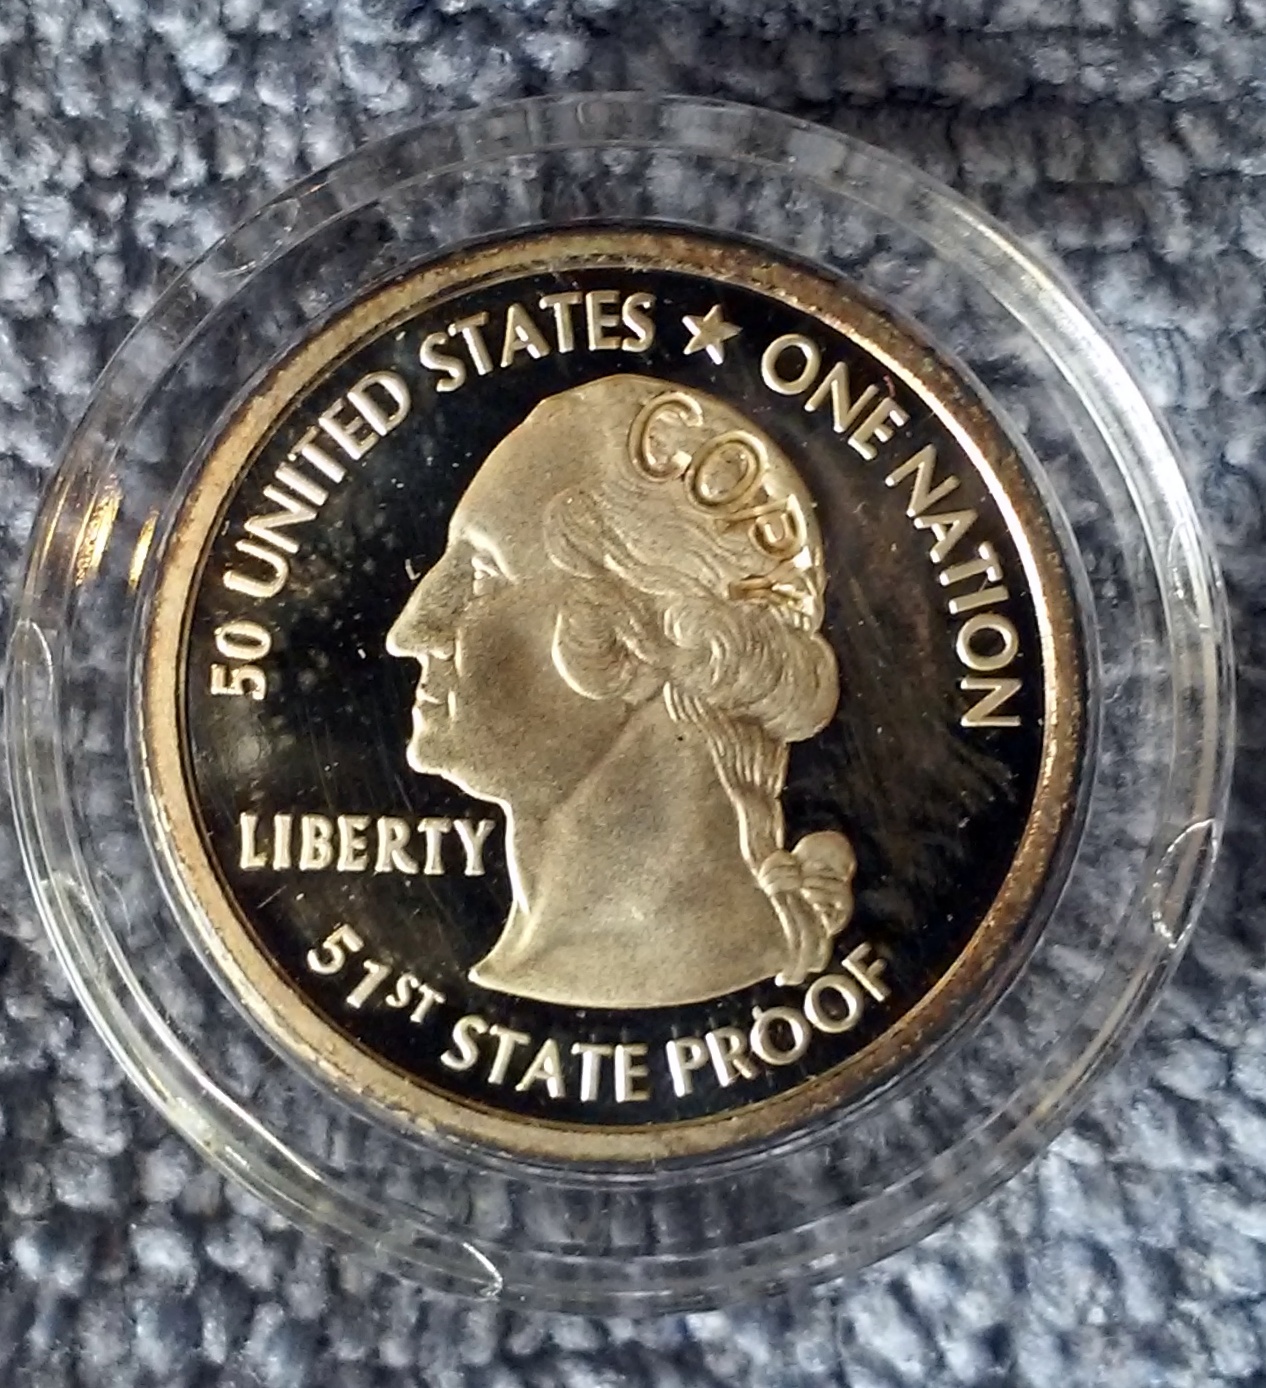 50 UNITED STATES ★ ONE NATION
COPY
LIBERTY
51ST STATE PROOF